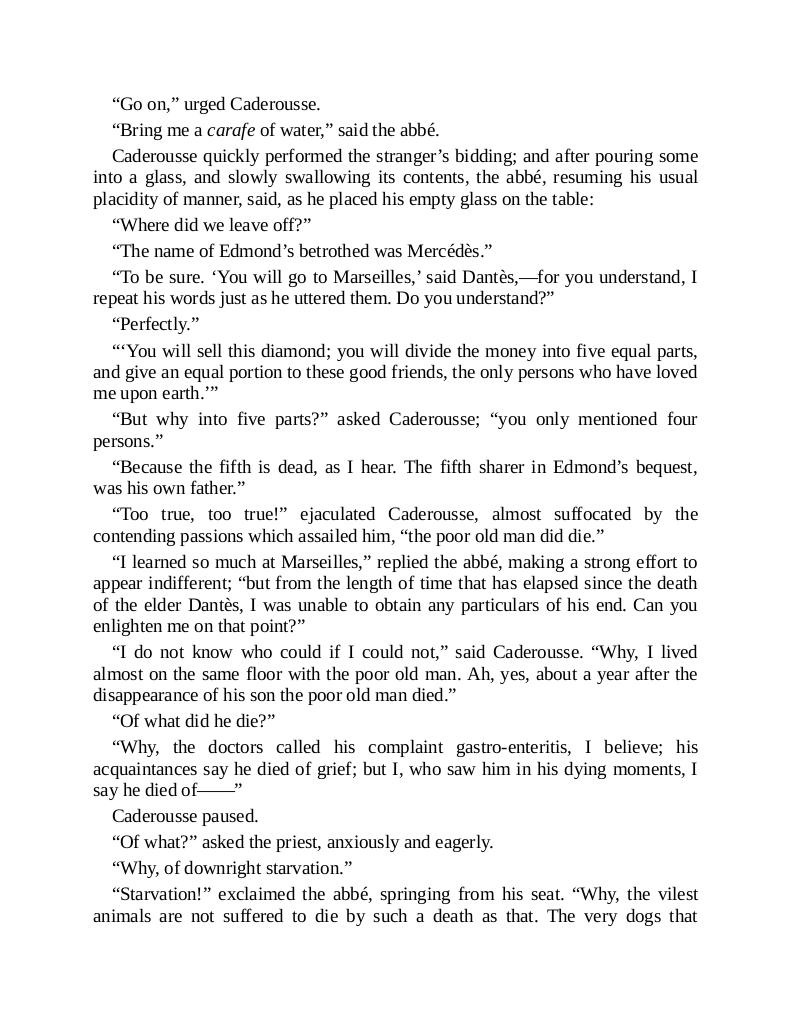 “Go on,” urged Caderousse.
“Bring me a carafe of water,” said the abbé.
Caderousse quickly performed the stranger’s bidding; and after pouring some
into a glass, and slowly swallowing its contents, the abbé, resuming his usual
placidity of manner, said, as he placed his empty glass on the table:
“Where did we leave off?”
“The name of Edmond’s betrothed was Mercédès.”
“To be sure. ‘You will go to Marseilles,’ said Dantès,—for you understand, I
repeat his words just as he uttered them. Do you understand?”
“Perfectly.”
“‘You will sell this diamond; you will divide the money into five equal parts,
and give an equal portion to these good friends, the only persons who have loved
me upon earth.’”
“But why into five parts?” asked Caderousse; “you only mentioned four
persons.”
“Because the fifth is dead, as I hear. The fifth sharer in Edmond’s bequest,
was his own father.”
“Too true, too true!” ejaculated Caderousse, almost suffocated by the
contending passions which assailed him, “the poor old man did die.”
“I learned so much at Marseilles,” replied the abbé, making a strong effort to
appear indifferent; “but from the length of time that has elapsed since the death
of the elder Dantès, I was unable to obtain any particulars of his end. Can you
enlighten me on that point?”
“I do not know who could if I could not,” said Caderousse. “Why, I lived
almost on the same floor with the poor old man. Ah, yes, about a year after the
disappearance of his son the poor old man died.”
“Of what did he die?”
“Why, the doctors called his complaint gastro-enteritis, I believe; his
acquaintances say he died of grief; but I, who saw him in his dying moments, I
say he died of——”
Caderousse paused.
“Of what?” asked the priest, anxiously and eagerly.
“Why, of downright starvation.”
“Starvation!” exclaimed the abbé, springing from his seat. “Why, the vilest
animals are not suffered to die by such a death as that. The very dogs that